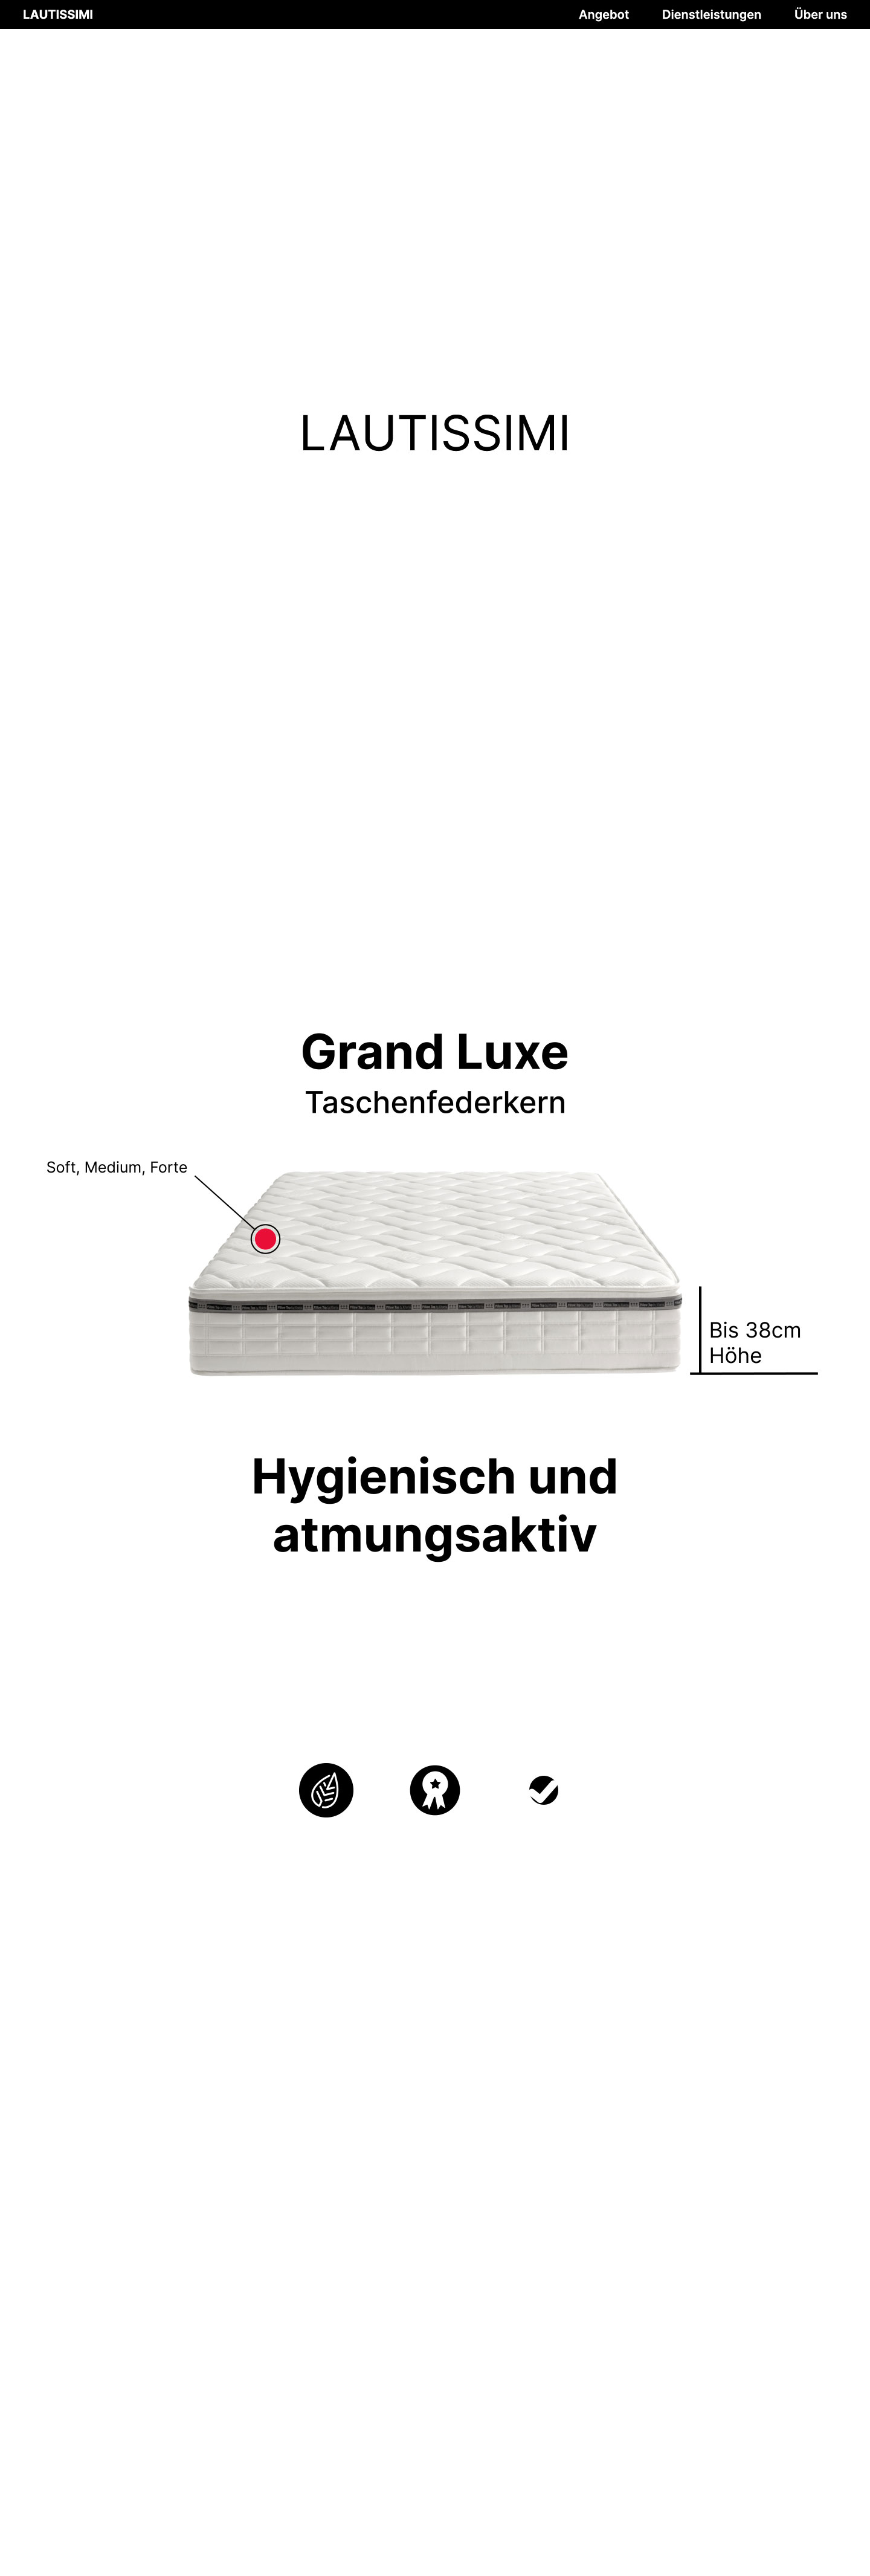 LAUTISSIMI
Angebot
Dienstleistungen
Über uns
LAUTISSIMI
Grand Luxe
Taschenfederkern
Soft, Medium, Forte
Bis 38cm
Höhe
Hygienisch und
atmungsaktiv